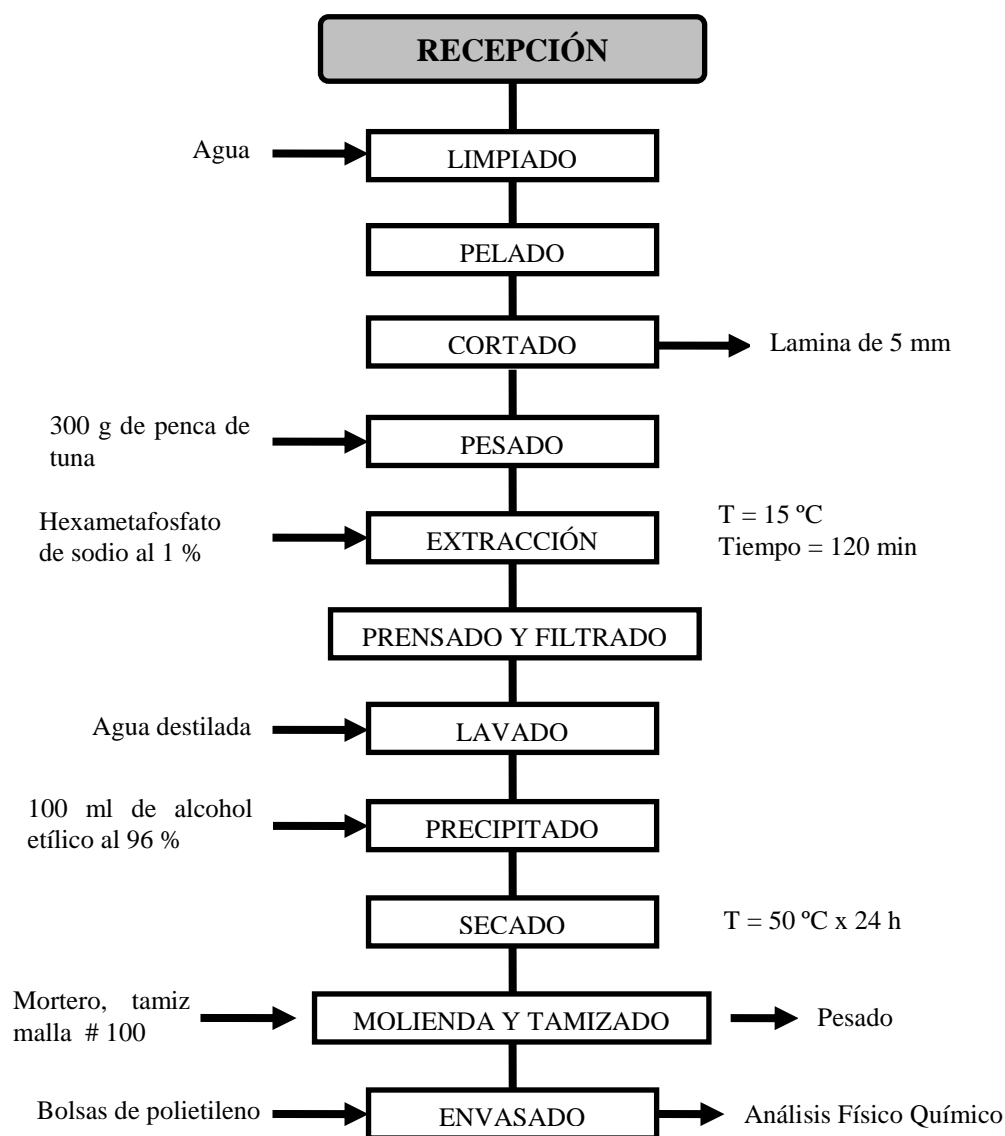 RECEPCIÓN
Agua
LIMPIADO
PELADO
CORTADO
Lamina de 5 mm
300 g de penca de
tuna
PESADO
Hexametafosfato
de sodio al 1 %
EXTRACCIÓN
T = 15 ºC
Tiempo = 120 min
PRENSADO Y FILTRADO
Agua destilada
LAVADO
100 ml de alcohol
etílico al 96 %
PRECIPITADO
SECADO
T = 50 ºC x 24 h
Mortero, tamiz
malla # 100
MOLIENDA Y TAMIZADO
Pesado
Bolsas de polietileno
ENVASADO
Análisis Físico Químico